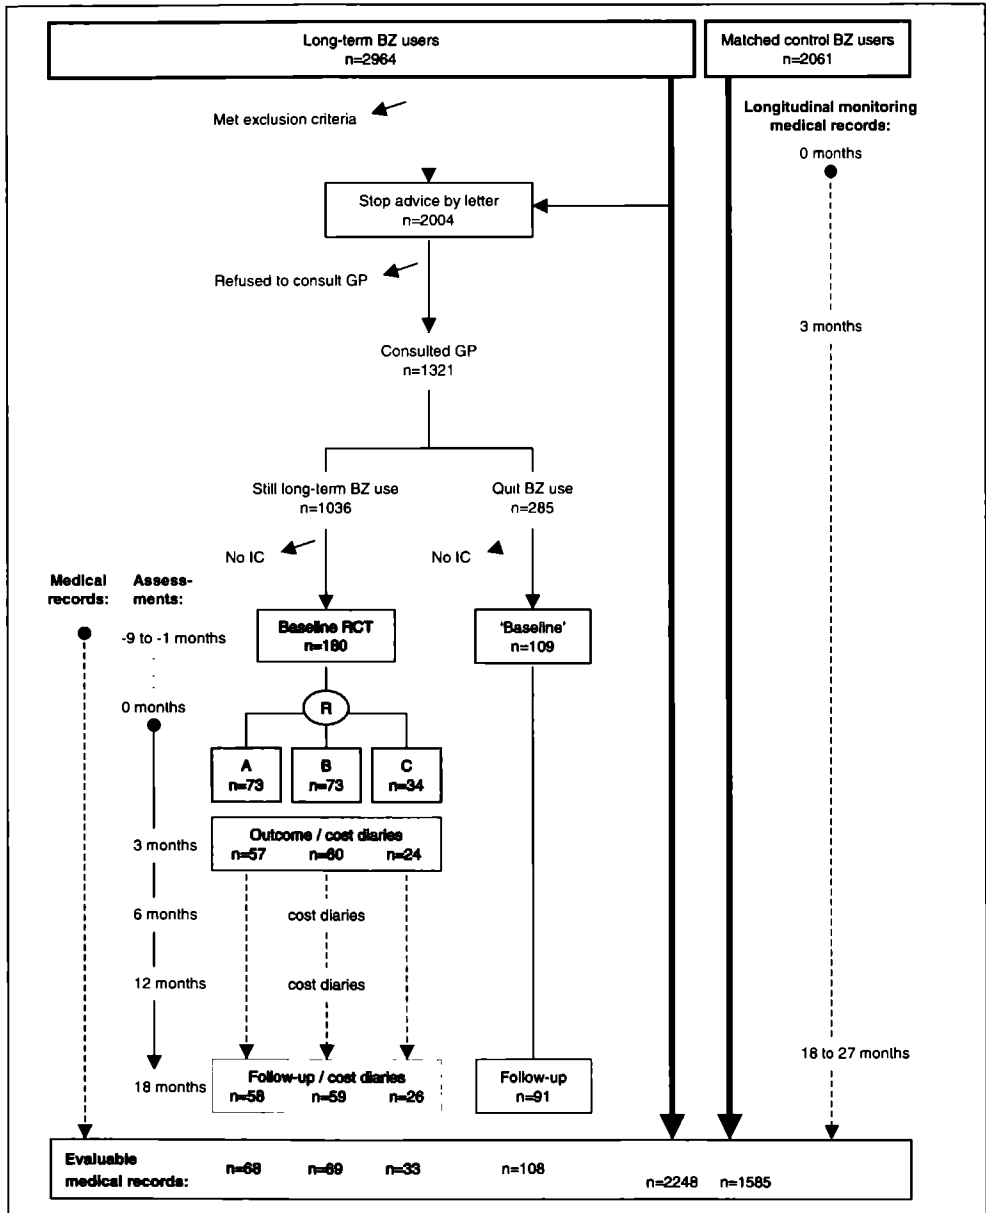 Long-term BZ users
n=2964
Matched control BZ users
n=2061
Met exclusion criteria
Longitudinal monitoring
medical records:
0 months
Stop advice by letter
n=2004
Refused to consult GP
3 months
Consulted GP
n=1321
Still long-term BZ use
n=1036
Quit BZ use
n=285
No IC
No IC
Medical
records:
Assess-
ments:
-9 to -1 months
Baseline RCT
n=180
'Baseline'
n=109
0 months
R
A
n=73
B
n=73
C
n=34
Outcome / cost diaries
3 months
n=57 n=60 n=24
6 months
cost diaries
12 months
cost diaries
18 to 27 months
Follow-up / cost diaries
18 months
n=58 n=59 n=26
Follow-up
n=91
Evaluable
medical records:
n=68 n=69 n=33 n=108 n=2248 n=1585